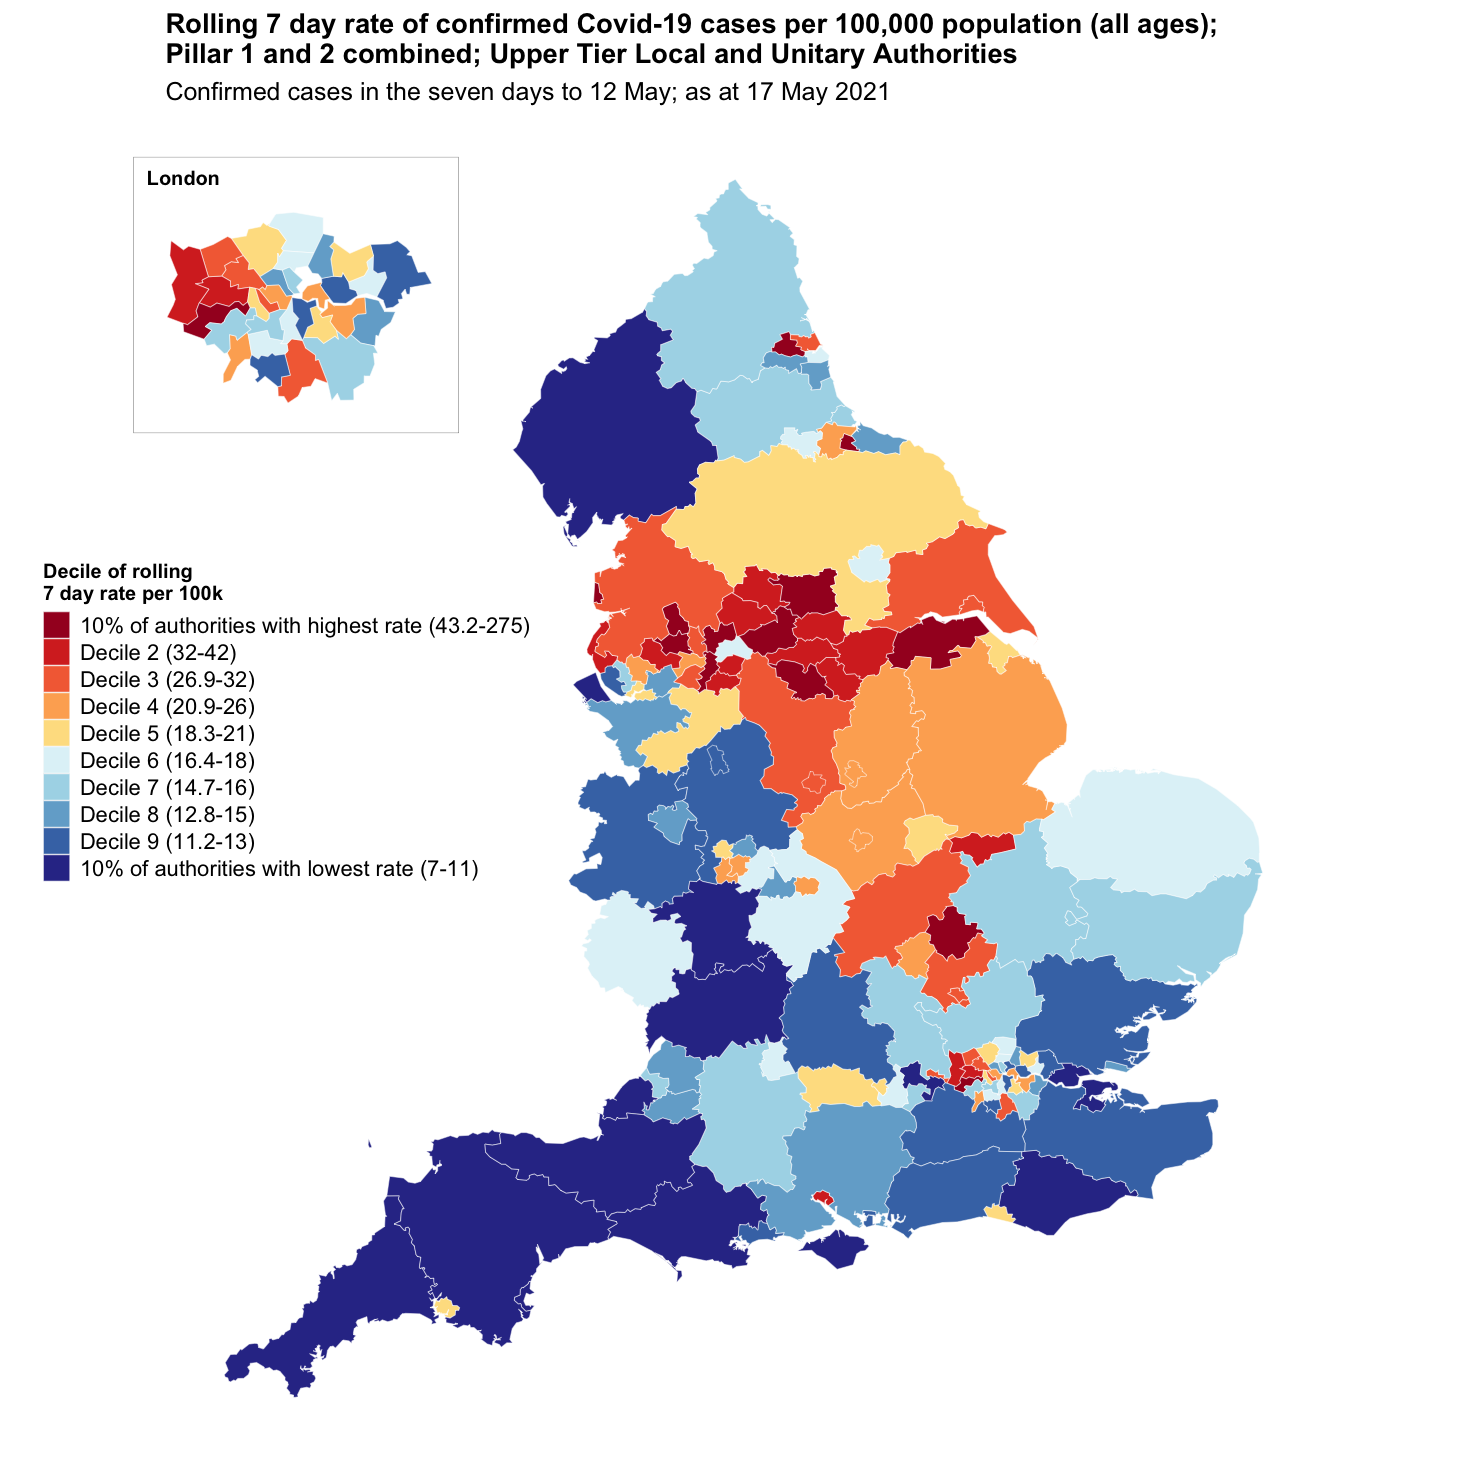 Rolling 7 day rate of confirmed Covid-19 cases per 100,000 population (all ages);
Pillar 1 and 2 combined; Upper Tier Local and Unitary Authorities
Confirmed cases in the seven days to 12 May; as at 17 May 2021
London
Decile of rolling
7 day rate per 100k
10% of authorities with highest rate (43.2-275)
Decile 2 (32-42)
Decile 3 (26.9-32)
Decile 4 (20.9-26)
Decile 5 (18.3-21)
Decile 6 (16.4-18)
Decile 7 (14.7-16)
Decile 8 (12.8-15)
Decile 9 (11.2-13)
10% of authorities with lowest rate (7-11)